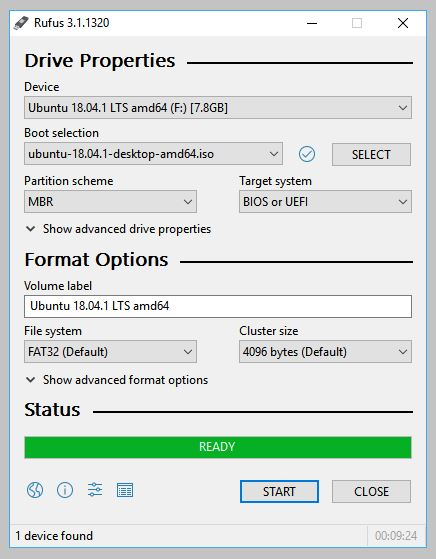 Rufus 3.1.1320
Drive Properties
Device
Ubuntu 18.04.1 LTS amd64 (F:) [7.8GB]
Boot selection
ubuntu-18.04.1-desktop-amd64.iso
SELECT
Partition scheme
Target system
MBR
BIOS or UEFI
Show advanced drive properties
Format Options
Volume label
Ubuntu 18.04.1 LTS amd64
File system
Cluster size
FAT32 (Default)
4096 bytes (Default)
Show advanced format options
Status
READY
START
CLOSE
1 device found
00:09:24